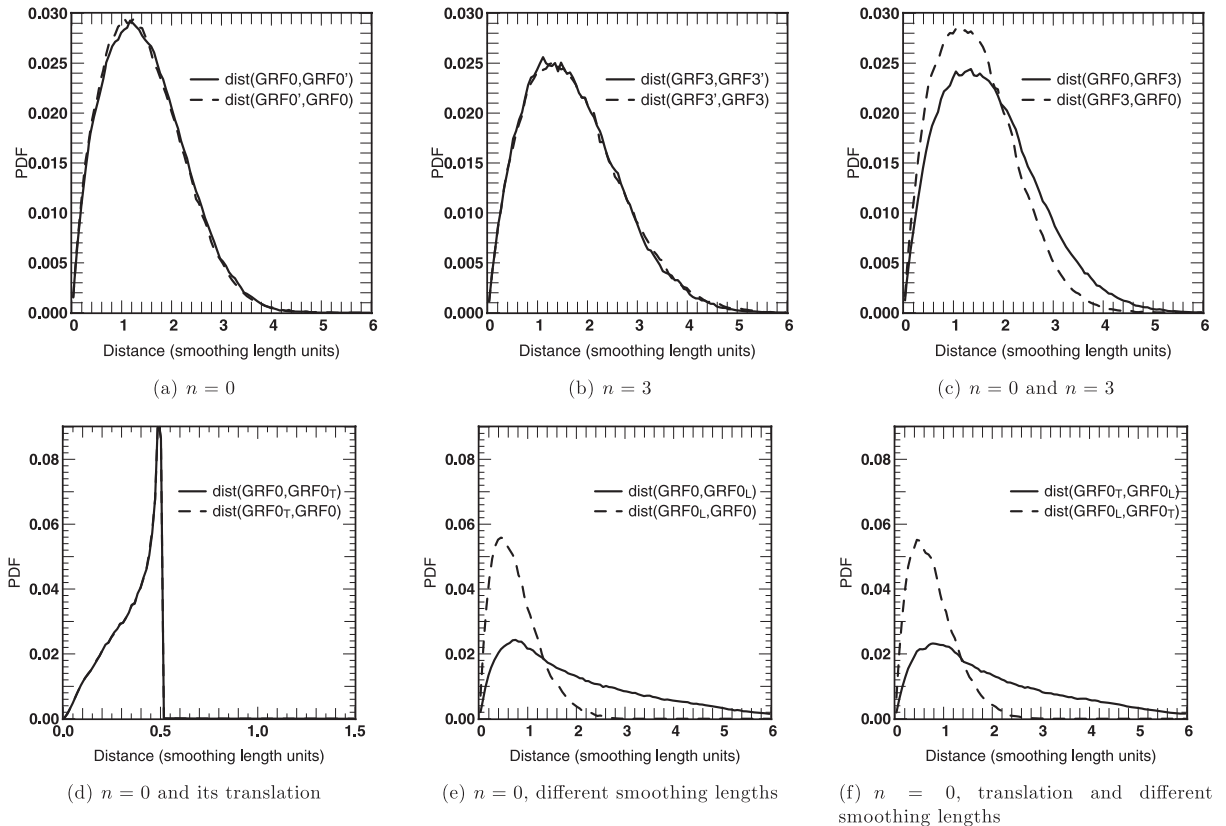 0.030
0.025
0.020
0.015
0.010
0.005
0.000
PDF
dist(GRF0,GRF0')
dist(GRF0',GRF0)
0 1 2 3 4 5 6
Distance (smoothing length units)
(a) n = 0
0.030
0.025
0.020
0.015
0.010
0.005
0.000
PDF
dist(GRF3,GRF3')
dist(GRF3',GRF3)
0 1 2 3 4 5 6
Distance (smoothing length units)
(b) n = 3
0.030
0.025
0.020
0.015
0.010
0.005
0.000
PDF
dist(GRF0,GRF3)
dist(GRF3,GRF0)
0 1 2 3 4 5 6
Distance (smoothing length units)
(c) n = 0 and n = 3
0.08
0.06
0.04
0.02
0.00
PDF
dist(GRF0,GRF0T)
dist(GRF0T,GRF0)
0.0 0.5 1.0 1.5
Distance (smoothing length units)
(d) n = 0 and its translation
0.08
0.06
0.04
0.02
0.00
PDF
dist(GRF0,GRF0L)
dist(GRF0L,GRF0)
0 1 2 3 4 5 6
Distance (smoothing length units)
(e) n = 0, different smoothing lengths
0.08
0.06
0.04
0.02
0.00
PDF
dist(GRF0T,GRF0L)
dist(GRF0L,GRF0T)
0 1 2 3 4 5 6
Distance (smoothing length units)
(f) n = 0, translation and different
smoothing lengths